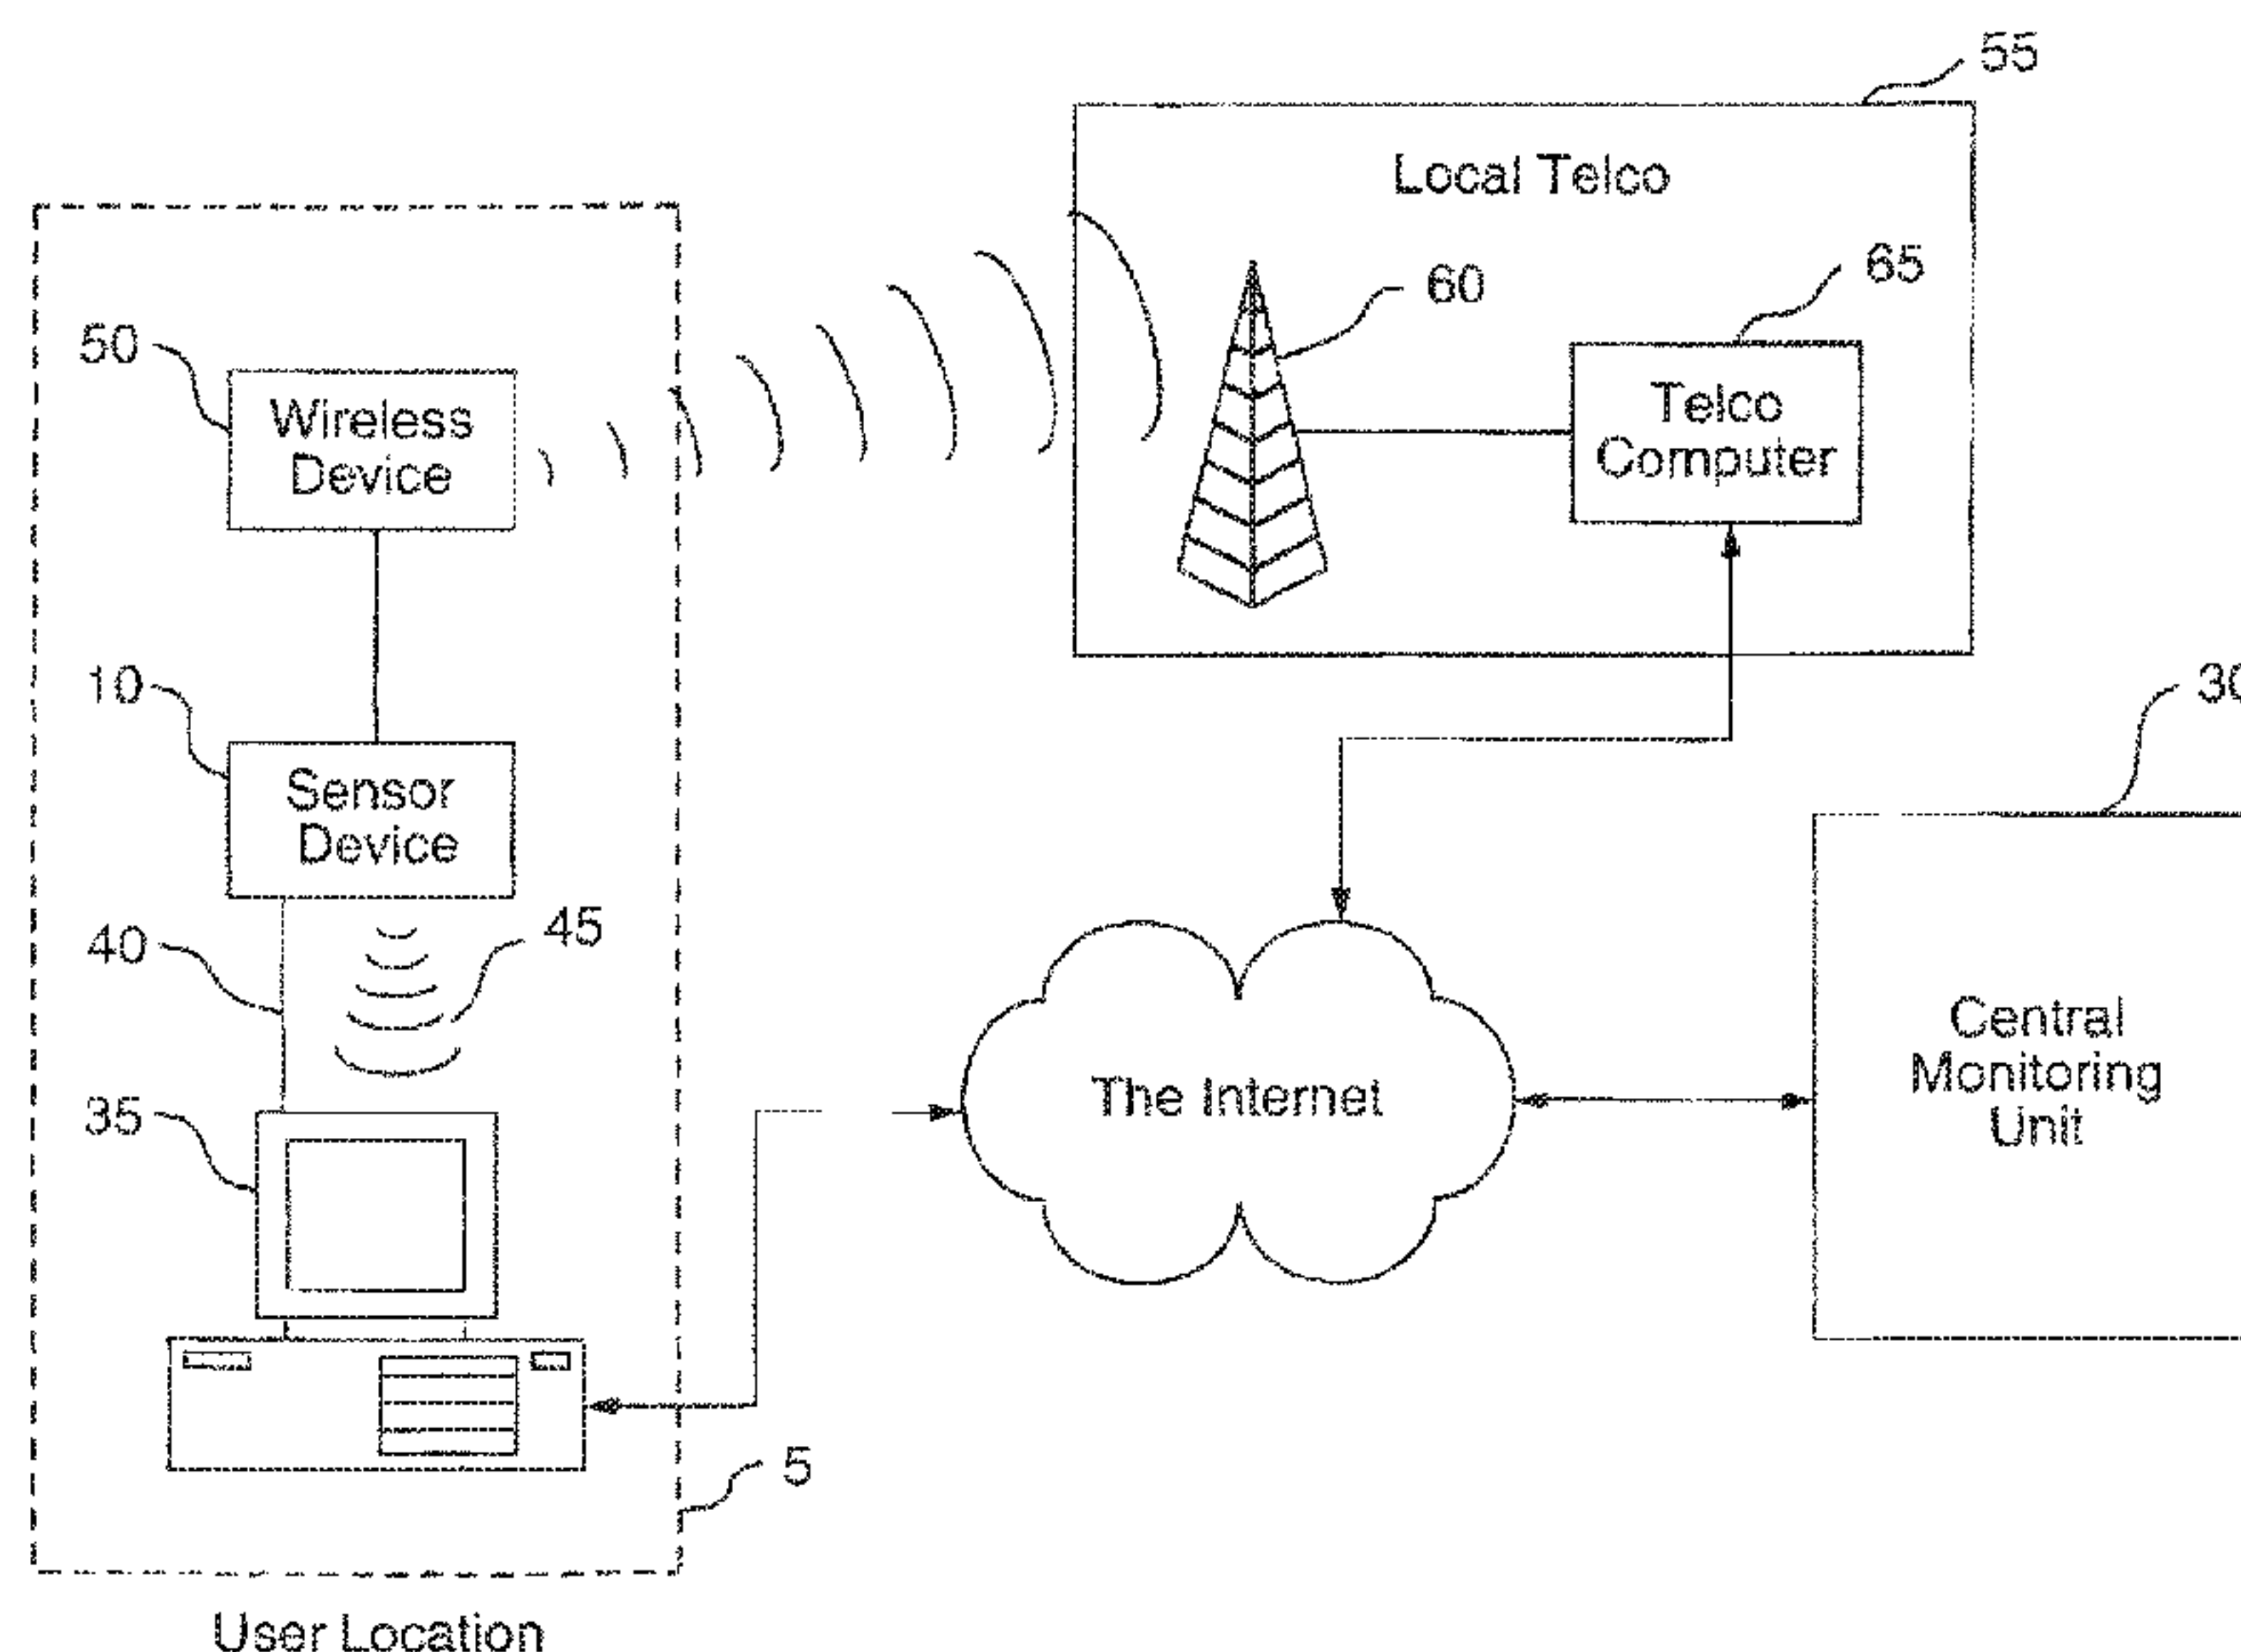 55
Local Telco
65
60
50
Wireless
Device
Telco
Computer
10
30
Sensor
Device
40
45
Central
Monitoring
Unit
The Internet
35
5
User Location